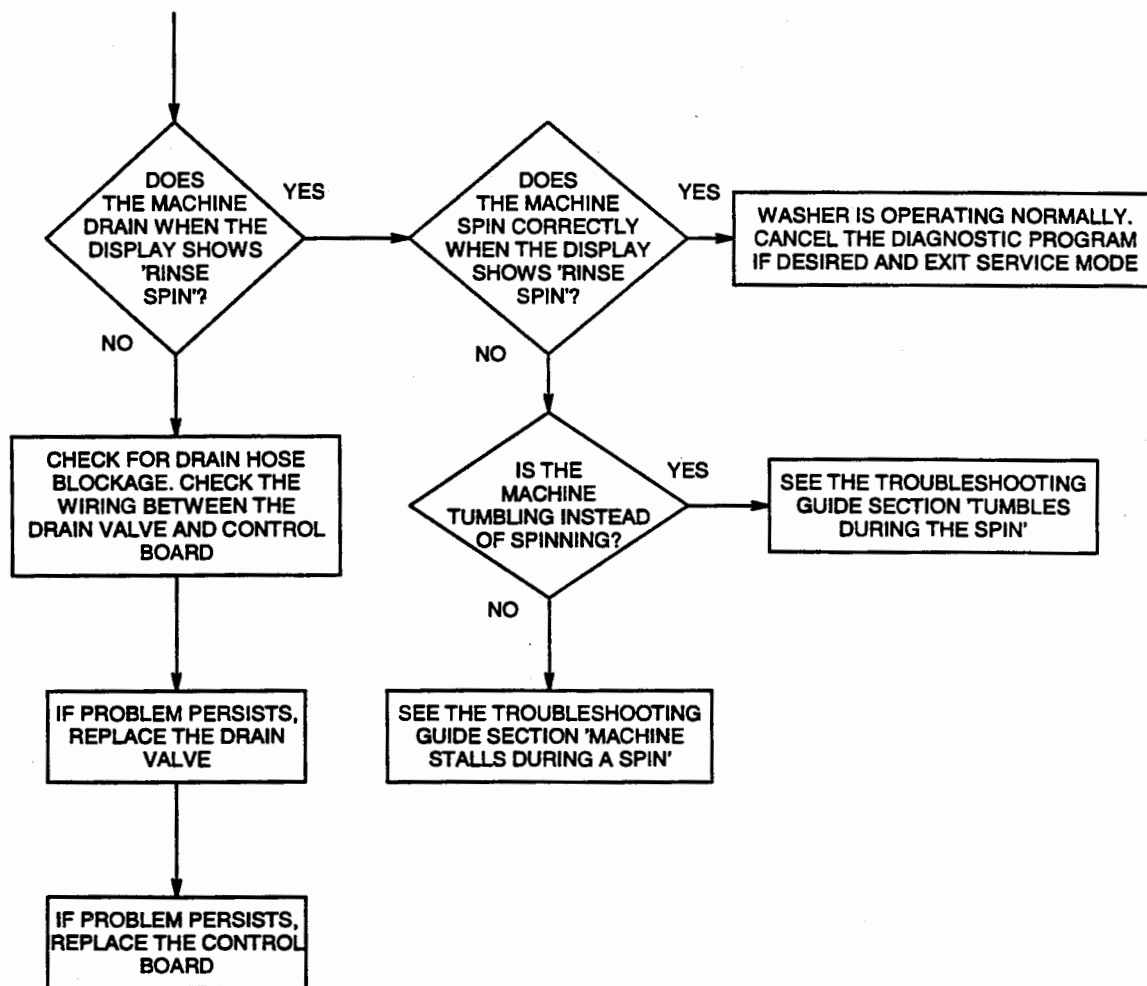 DOES
THE MACHINE
DRAIN WHEN THE
DISPLAY SHOWS
'RINSE
SPIN'?
YES
NO
DOES
THE MACHINE
SPIN CORRECTLY
WHEN THE DISPLAY
SHOWS 'RINSE
SPIN'?
YES
NO
WASHER IS OPERATING NORMALLY.
CANCEL THE DIAGNOSTIC PROGRAM
IF DESIRED AND EXIT SERVICE MODE
CHECK FOR DRAIN HOSE
BLOCKAGE. CHECK THE
WIRING BETWEEN THE
DRAIN VALVE AND CONTROL
BOARD
IS THE
MACHINE
TUMBLING INSTEAD
OF SPINNING?
YES
NO
SEE THE TROUBLESHOOTING
GUIDE SECTION 'TUMBLES
DURING THE SPIN'
IF PROBLEM PERSISTS,
REPLACE THE DRAIN
VALVE
SEE THE TROUBLESHOOTING
GUIDE SECTION 'MACHINE
STALLS DURING A SPIN'
IF PROBLEM PERSISTS,
REPLACE THE CONTROL
BOARD